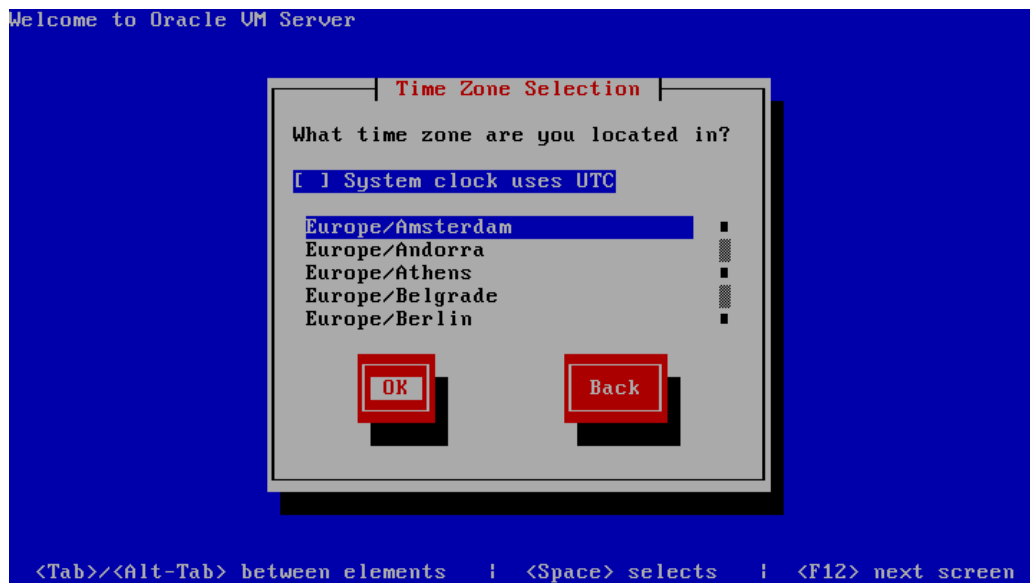 Welcome to Oracle VM Server
Time Zone Selection
What time zone are you located in?
[ ] System clock uses UTC
Europe/Amsterdam
Europe/Andorra
Europe/Athens
Europe/Belgrade
Europe/Berlin
OK Back
<Tab>/<Alt-Tab> between elements | <Space> selects | <F12> next screen